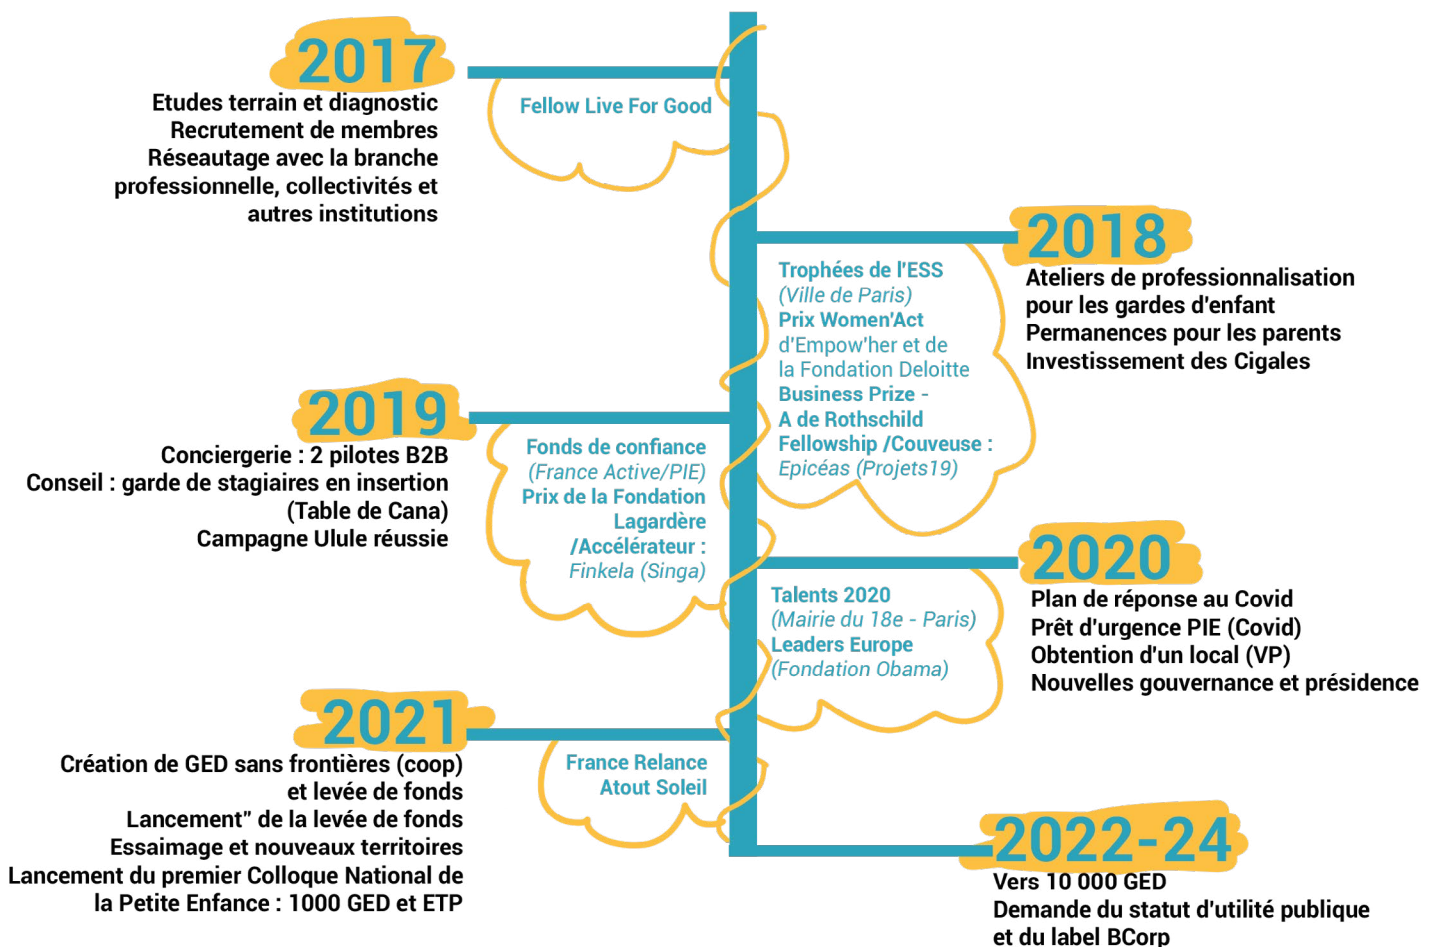 2017
Etudes terrain et diagnostic
Recrutement de membres
Réseautage avec la branche
professionnelle, collectivités et
autres institutions
Fellow Live For Good
2018
Ateliers de professionnalisation
pour les gardes d'enfant
Permanences pour les parents
Investissement des Cigales
Trophées de l'ESS
(Ville de Paris)
Prix Women'Act
d'Empow'her et de
la Fondation Deloitte
Business Prize -
A de Rothschild
Fellowship /Couveuse :
Epicéas (Projets19)
2019
Conciergerie : 2 pilotes B2B
Conseil : garde de stagiaires en insertion
(Table de Cana)
Campagne Ulule réussie
Fonds de confiance
(France Active/PIE)
Prix de la Fondation
Lagardère
/Accélérateur :
Finkela (Singa)
2020
Plan de réponse au Covid
Prêt d'urgence PIE (Covid)
Obtention d'un local (VP)
Nouvelles gouvernance et présidence
Talents 2020
(Mairie du 18e - Paris)
Leaders Europe
(Fondation Obama)
2021
Création de GED sans frontières (coop)
et levée de fonds
Lancement" de la levée de fonds
Essaimage et nouveaux territoires
Lancement du premier Colloque National de
la Petite Enfance : 1000 GED et ETP
France Relance
Atout Soleil
2022-24
Vers 10 000 GED
Demande du statut d'utilité publique
et du label BCorp